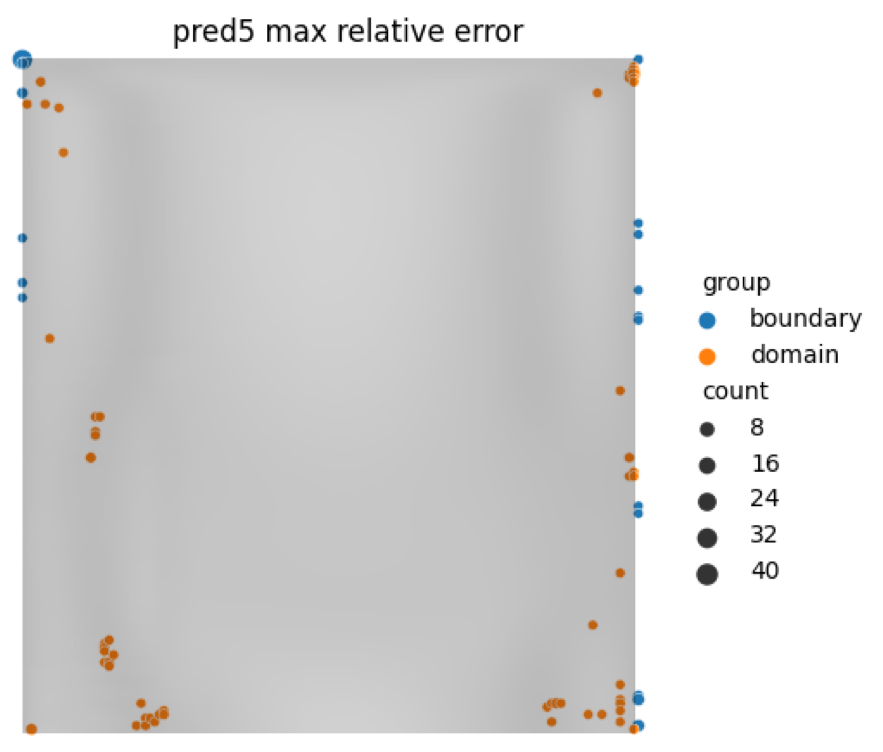 pred5 max relative error
group
boundary
domain
count
8
16
24
32
40